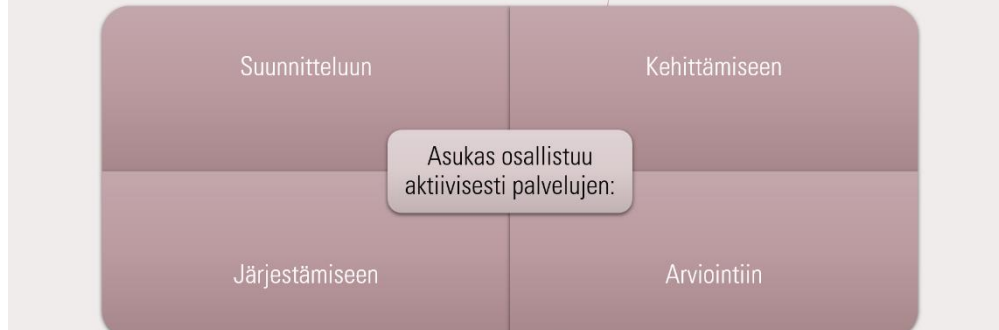 Suunnitteluun
Kehittämiseen
Asukas osallistuu
aktiivisesti palvelujen:
Järjestämiseen
Arviointiin